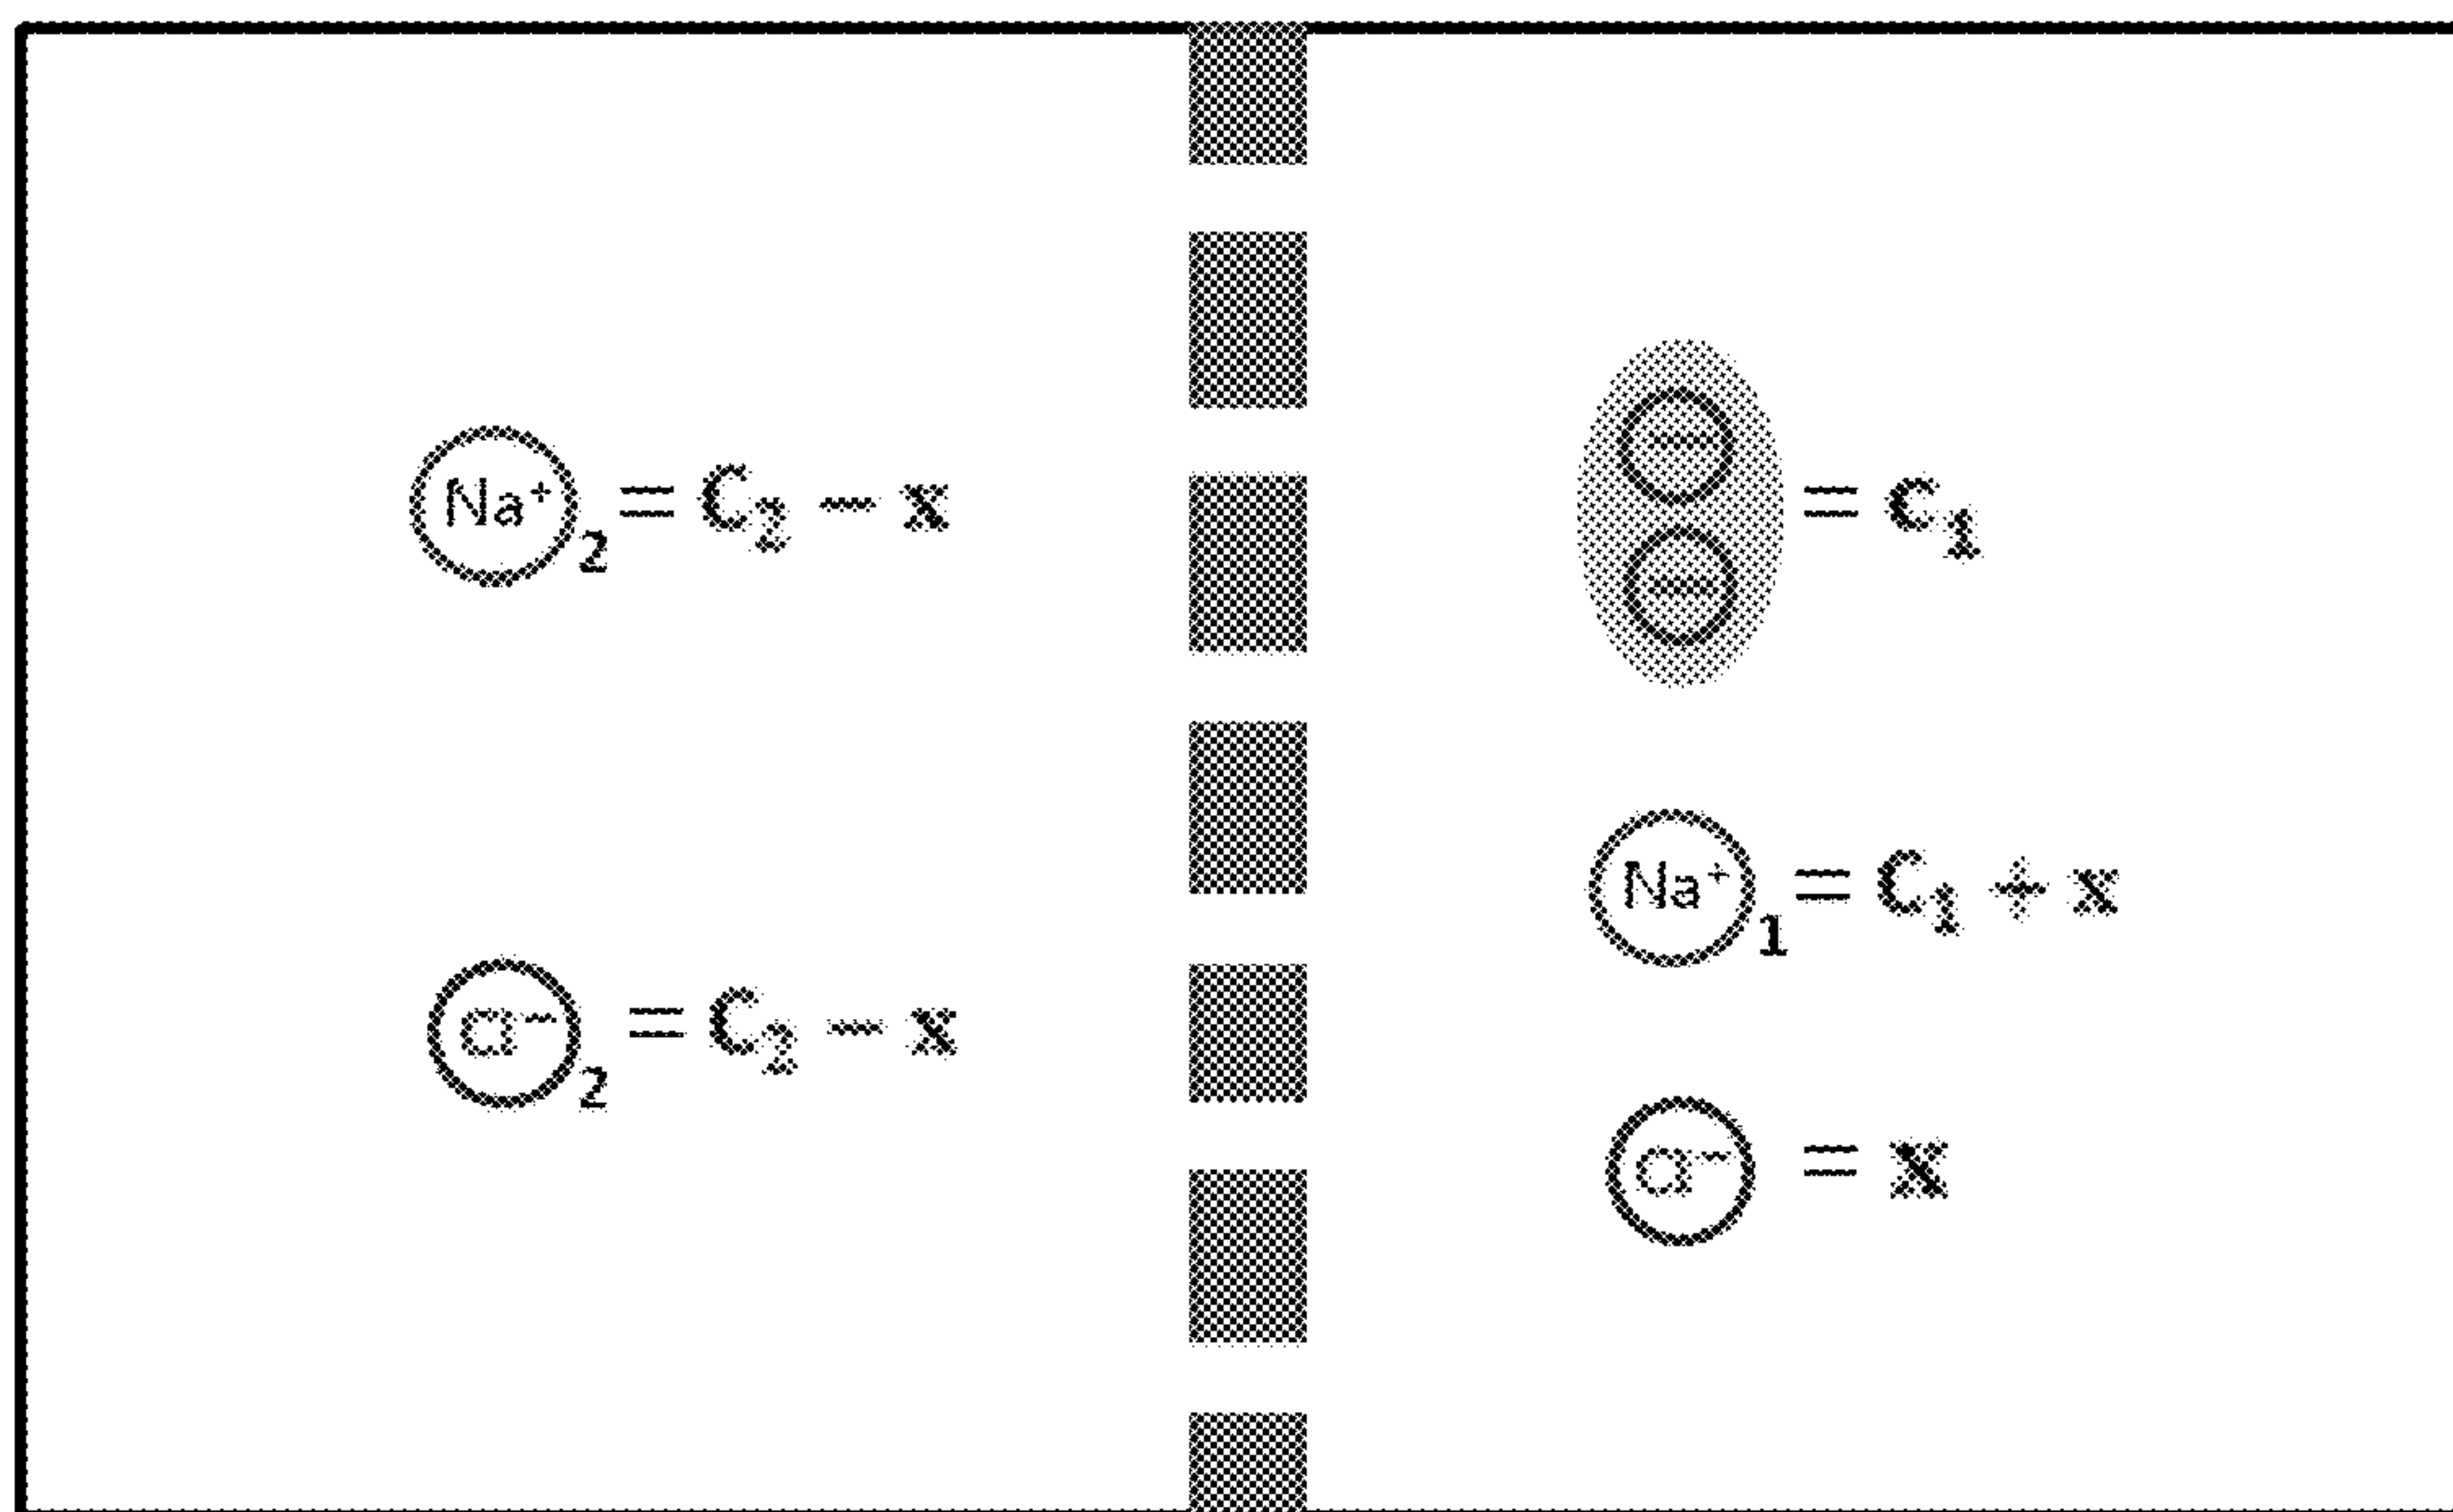 Na⁺₂ = C₂ − x
Cl⁻₂ = C₂ − x
− − = C₁
Na⁺₁ = C₁ + x
Cl⁻ = x